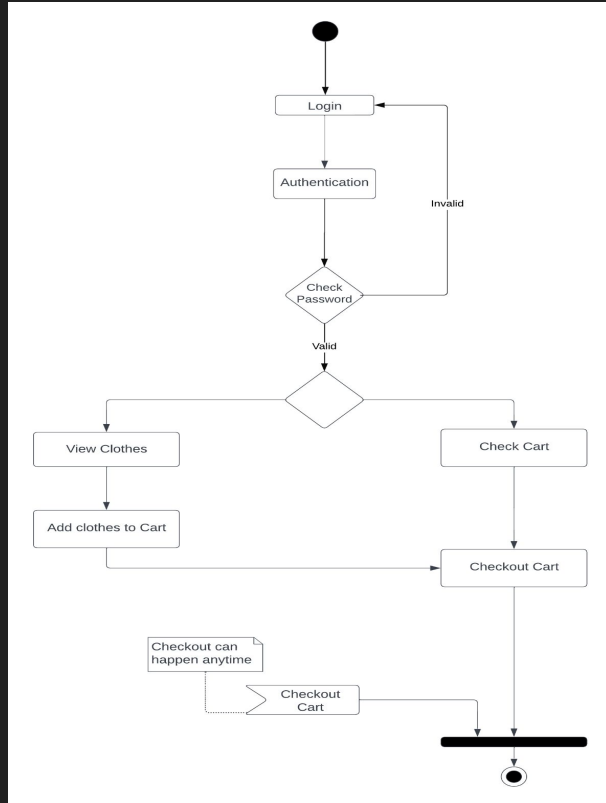 Login
Authentication
Invalid
Check
Password
Valid
View Clothes
Check Cart
Add clothes to Cart
Checkout Cart
Checkout can
happen anytime
Checkout
Cart